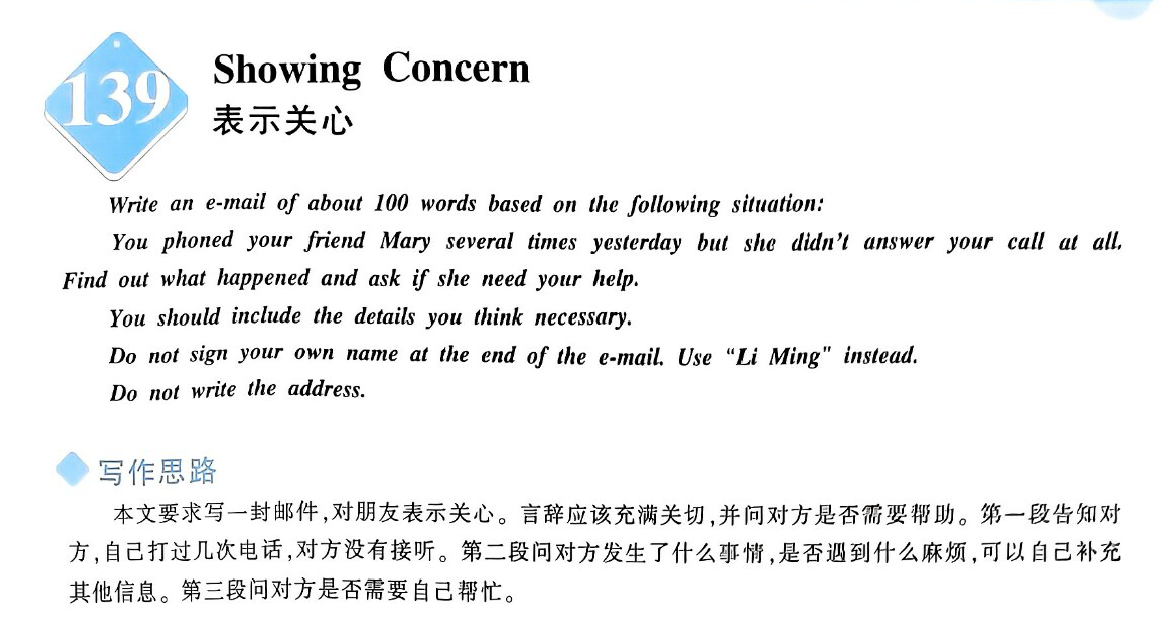 139
Showing Concern
表示关心
Write an e-mail of about 100 words based on the following situation:
You phoned your friend Mary several times yesterday but she didn't answer your call at all.
Find out what happened and ask if she need your help.
You should include the details you think necessary.
Do not sign your own name at the end of the e-mail. Use "Li Ming" instead.
Do not write the address.
写作思路
本文要求写一封邮件,对朋友表示关心。言辞应该充满关切,并问对方是否需要帮助。第一段告知对
方,自己打过几次电话,对方没有接听。第二段问对方发生了什么事情,是否遇到什么麻烦,可以自己补充
其他信息。第三段问对方是否需要自己帮忙。